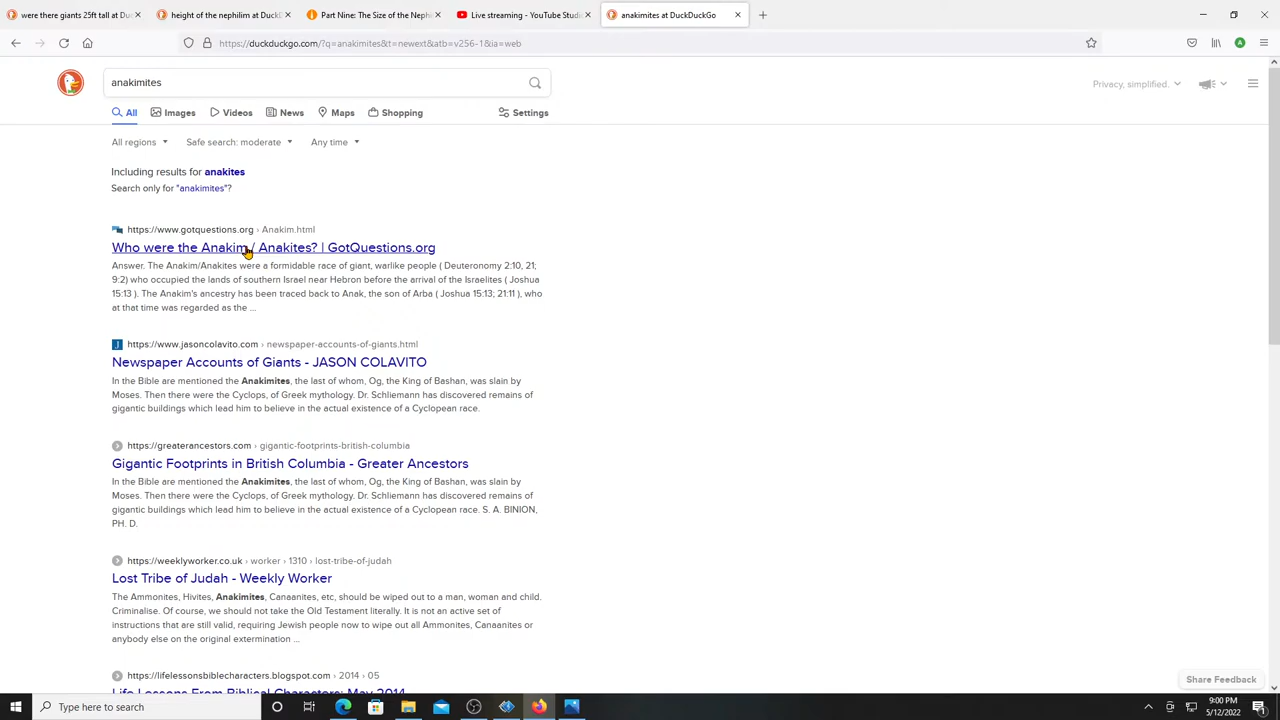 were there giants 25ft tall at Duck
height of the nephilim at DuckDu
Part Nine: The Size of the Nephi
Live streaming - YouTube Studio
anakimites at DuckDuckGo
https://duckduckgo.com/?q=anakimites&t=newext&atb=v256-1&ia=web
anakimites
Privacy, simplified.
All Images Videos News Maps Shopping Settings
All regions Safe search: moderate Any time
Including results for anakites
Search only for "anakimites"?
https://www.gotquestions.org › Anakim.html
Who were the Anakim / Anakites? | GotQuestions.org
Answer. The Anakim/Anakites were a formidable race of giant, warlike people ( Deuteronomy 2:10, 21;
9:2) who occupied the lands of southern Israel near Hebron before the arrival of the Israelites ( Joshua
15:13 ). The Anakim's ancestry has been traced back to Anak, the son of Arba ( Joshua 15:13; 21:11 ), who
at that time was regarded as the ...
https://www.jasoncolavito.com › newspaper-accounts-of-giants.html
Newspaper Accounts of Giants - JASON COLAVITO
In the Bible are mentioned the Anakimites, the last of whom, Og, the King of Bashan, was slain by
Moses. Then there were the Cyclops, of Greek mythology. Dr. Schliemann has discovered remains of
gigantic buildings which lead him to believe in the actual existence of a Cyclopean race.
https://greaterancestors.com › gigantic-footprints-british-columbia
Gigantic Footprints in British Columbia - Greater Ancestors
In the Bible are mentioned the Anakimites, the last of whom, Og, the King of Bashan, was slain by
Moses. Then there were the Cyclops, of Greek mythology. Dr. Schliemann has discovered remains of
gigantic buildings which lead him to believe in the actual existence of a Cyclopean race. S. A. BINION,
PH. D.
https://weeklyworker.co.uk › worker › 1310 › lost-tribe-of-judah
Lost Tribe of Judah - Weekly Worker
The Ammonites, Hivites, Anakimites, Canaanites, etc, should be wiped out to a man, woman and child.
Criminalise. Of course, we should not take the Old Testament literally. It is not an active set of
instructions that are still valid, requiring Jewish people now to wipe out all Ammonites, Canaanites or
anybody else on the original extermination ...
https://lifelessonsbiblecharacters.blogspot.com › 2014 › 05
Life Lessons From Biblical Characters: May 2014
Share Feedback
Type here to search
9:00 PM
5/12/2022